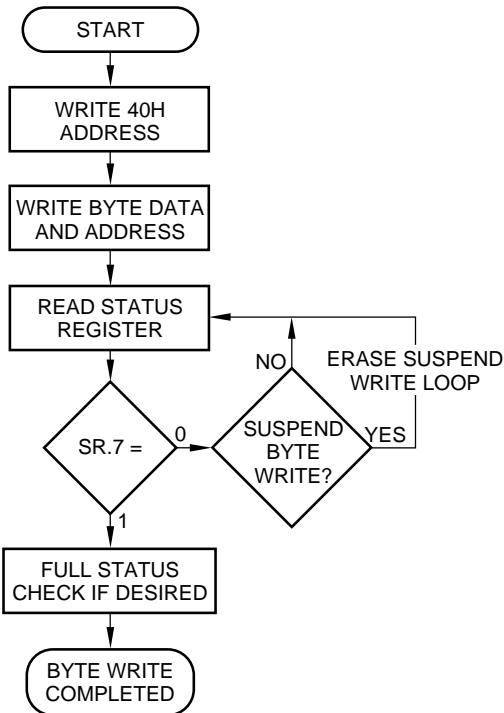 START
WRITE 40H
ADDRESS
WRITE BYTE DATA
AND ADDRESS
READ STATUS
REGISTER
NO
ERASE SUSPEND
WRITE LOOP
SR.7 =
0
SUSPEND
BYTE
WRITE?
YES
1
FULL STATUS
CHECK IF DESIRED
BYTE WRITE
COMPLETED